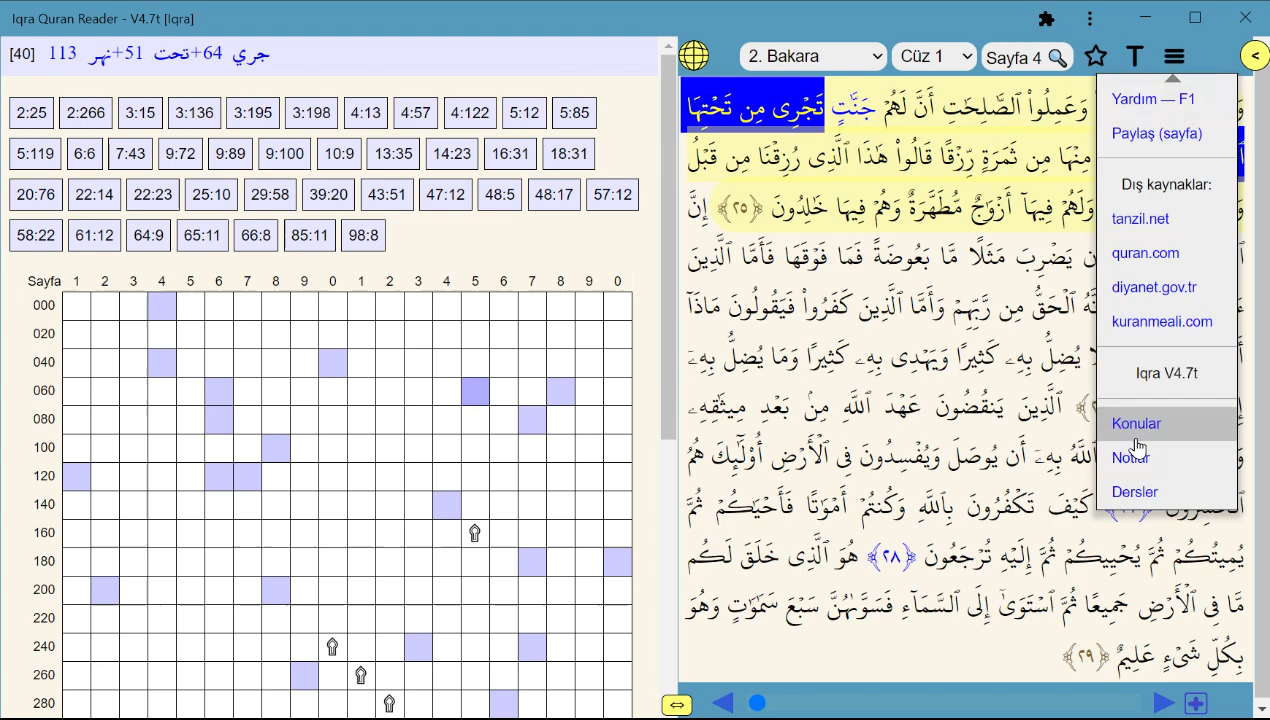 Iqra Quran Reader - V4.7t [Iqra]
[40] جري 64+تحت 51+نهر 113
2:25 2:266 3:15 3:136 3:195 3:198 4:13 4:57 4:122 5:12 5:85
5:119 6:6 7:43 9:72 9:89 9:100 10:9 13:35 14:23 16:31 18:31
20:76 22:14 22:23 25:10 29:58 39:20 43:51 47:12 48:5 48:17 57:12
58:22 61:12 64:9 65:11 66:8 85:11 98:8
Sayfa 1 2 3 4 5 6 7 8 9 0 1 2 3 4 5 6 7 8 9 0
000
020
040
060
080
100
120
140
160
180
200
220
240
260
280
2. Bakara Cüz 1 Sayfa 4 T <
وَعَمِلُوا۟ ٱلصَّـٰلِحَـٰتِ أَنَّ لَهُمْ جَنَّـٰتٍ تَجْرِى مِن تَحْتِهَا
مِنْهَا مِن ثَمَرَةٍ رِّزْقًا قَالُوا۟ هَـٰذَا ٱلَّذِى رُزِقْنَا مِن قَبْلُ
وَلَهُمْ فِيهَآ أَزْوَٰجٌ مُّطَهَّرَةٌ وَهُمْ فِيهَا خَـٰلِدُونَ ﴿٢٥﴾ إِنَّ
يَضْرِبَ مَثَلًا مَّا بَعُوضَةً فَمَا فَوْقَهَا فَأَمَّا ٱلَّذِينَ
ٱلْحَقُّ مِن رَّبِّهِمْ وَأَمَّا ٱلَّذِينَ كَفَرُوا۟ فَيَقُولُونَ مَاذَآ
يُضِلُّ بِهِۦ كَثِيرًا وَيَهْدِى بِهِۦ كَثِيرًا وَمَا يُضِلُّ بِهِۦٓ
ٱلَّذِينَ يَنقُضُونَ عَهْدَ ٱللَّهِ مِنۢ بَعْدِ مِيثَـٰقِهِۦ
ٱللَّهُ بِهِۦٓ أَن يُوصَلَ وَيُفْسِدُونَ فِى ٱلْأَرْضِ أُو۟لَـٰٓئِكَ هُمُ
كَيْفَ تَكْفُرُونَ بِٱللَّهِ وَكُنتُمْ أَمْوَٰتًا فَأَحْيَـٰكُمْ ثُمَّ
يُمِيتُكُمْ ثُمَّ يُحْيِيكُمْ ثُمَّ إِلَيْهِ تُرْجَعُونَ ﴿٢٨﴾ هُوَ ٱلَّذِى خَلَقَ لَكُم
مَّا فِى ٱلْأَرْضِ جَمِيعًا ثُمَّ ٱسْتَوَىٰٓ إِلَى ٱلسَّمَآءِ فَسَوَّىٰهُنَّ سَبْعَ سَمَـٰوَٰتٍ وَهُوَ
بِكُلِّ شَىْءٍ عَلِيمٌ ﴿٢٩﴾
Yardım — F1
Paylaş (sayfa)
Dış kaynaklar:
tanzil.net
quran.com
diyanet.gov.tr
kuranmeali.com
Iqra V4.7t
Konular
Notlar
Dersler